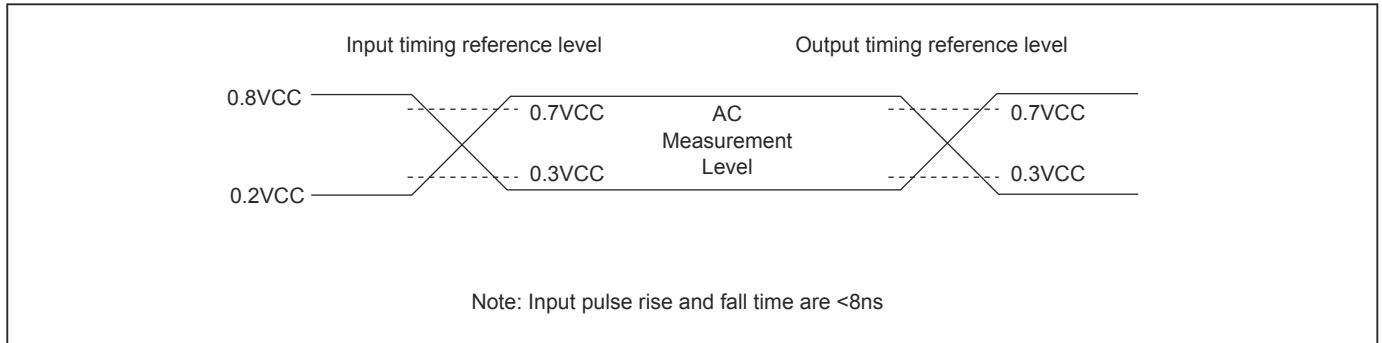 Input timing reference level
Output timing reference level
0.8VCC
0.7VCC
AC
Measurement
Level
0.7VCC
0.3VCC
0.3VCC
0.2VCC
Note: Input pulse rise and fall time are <8ns